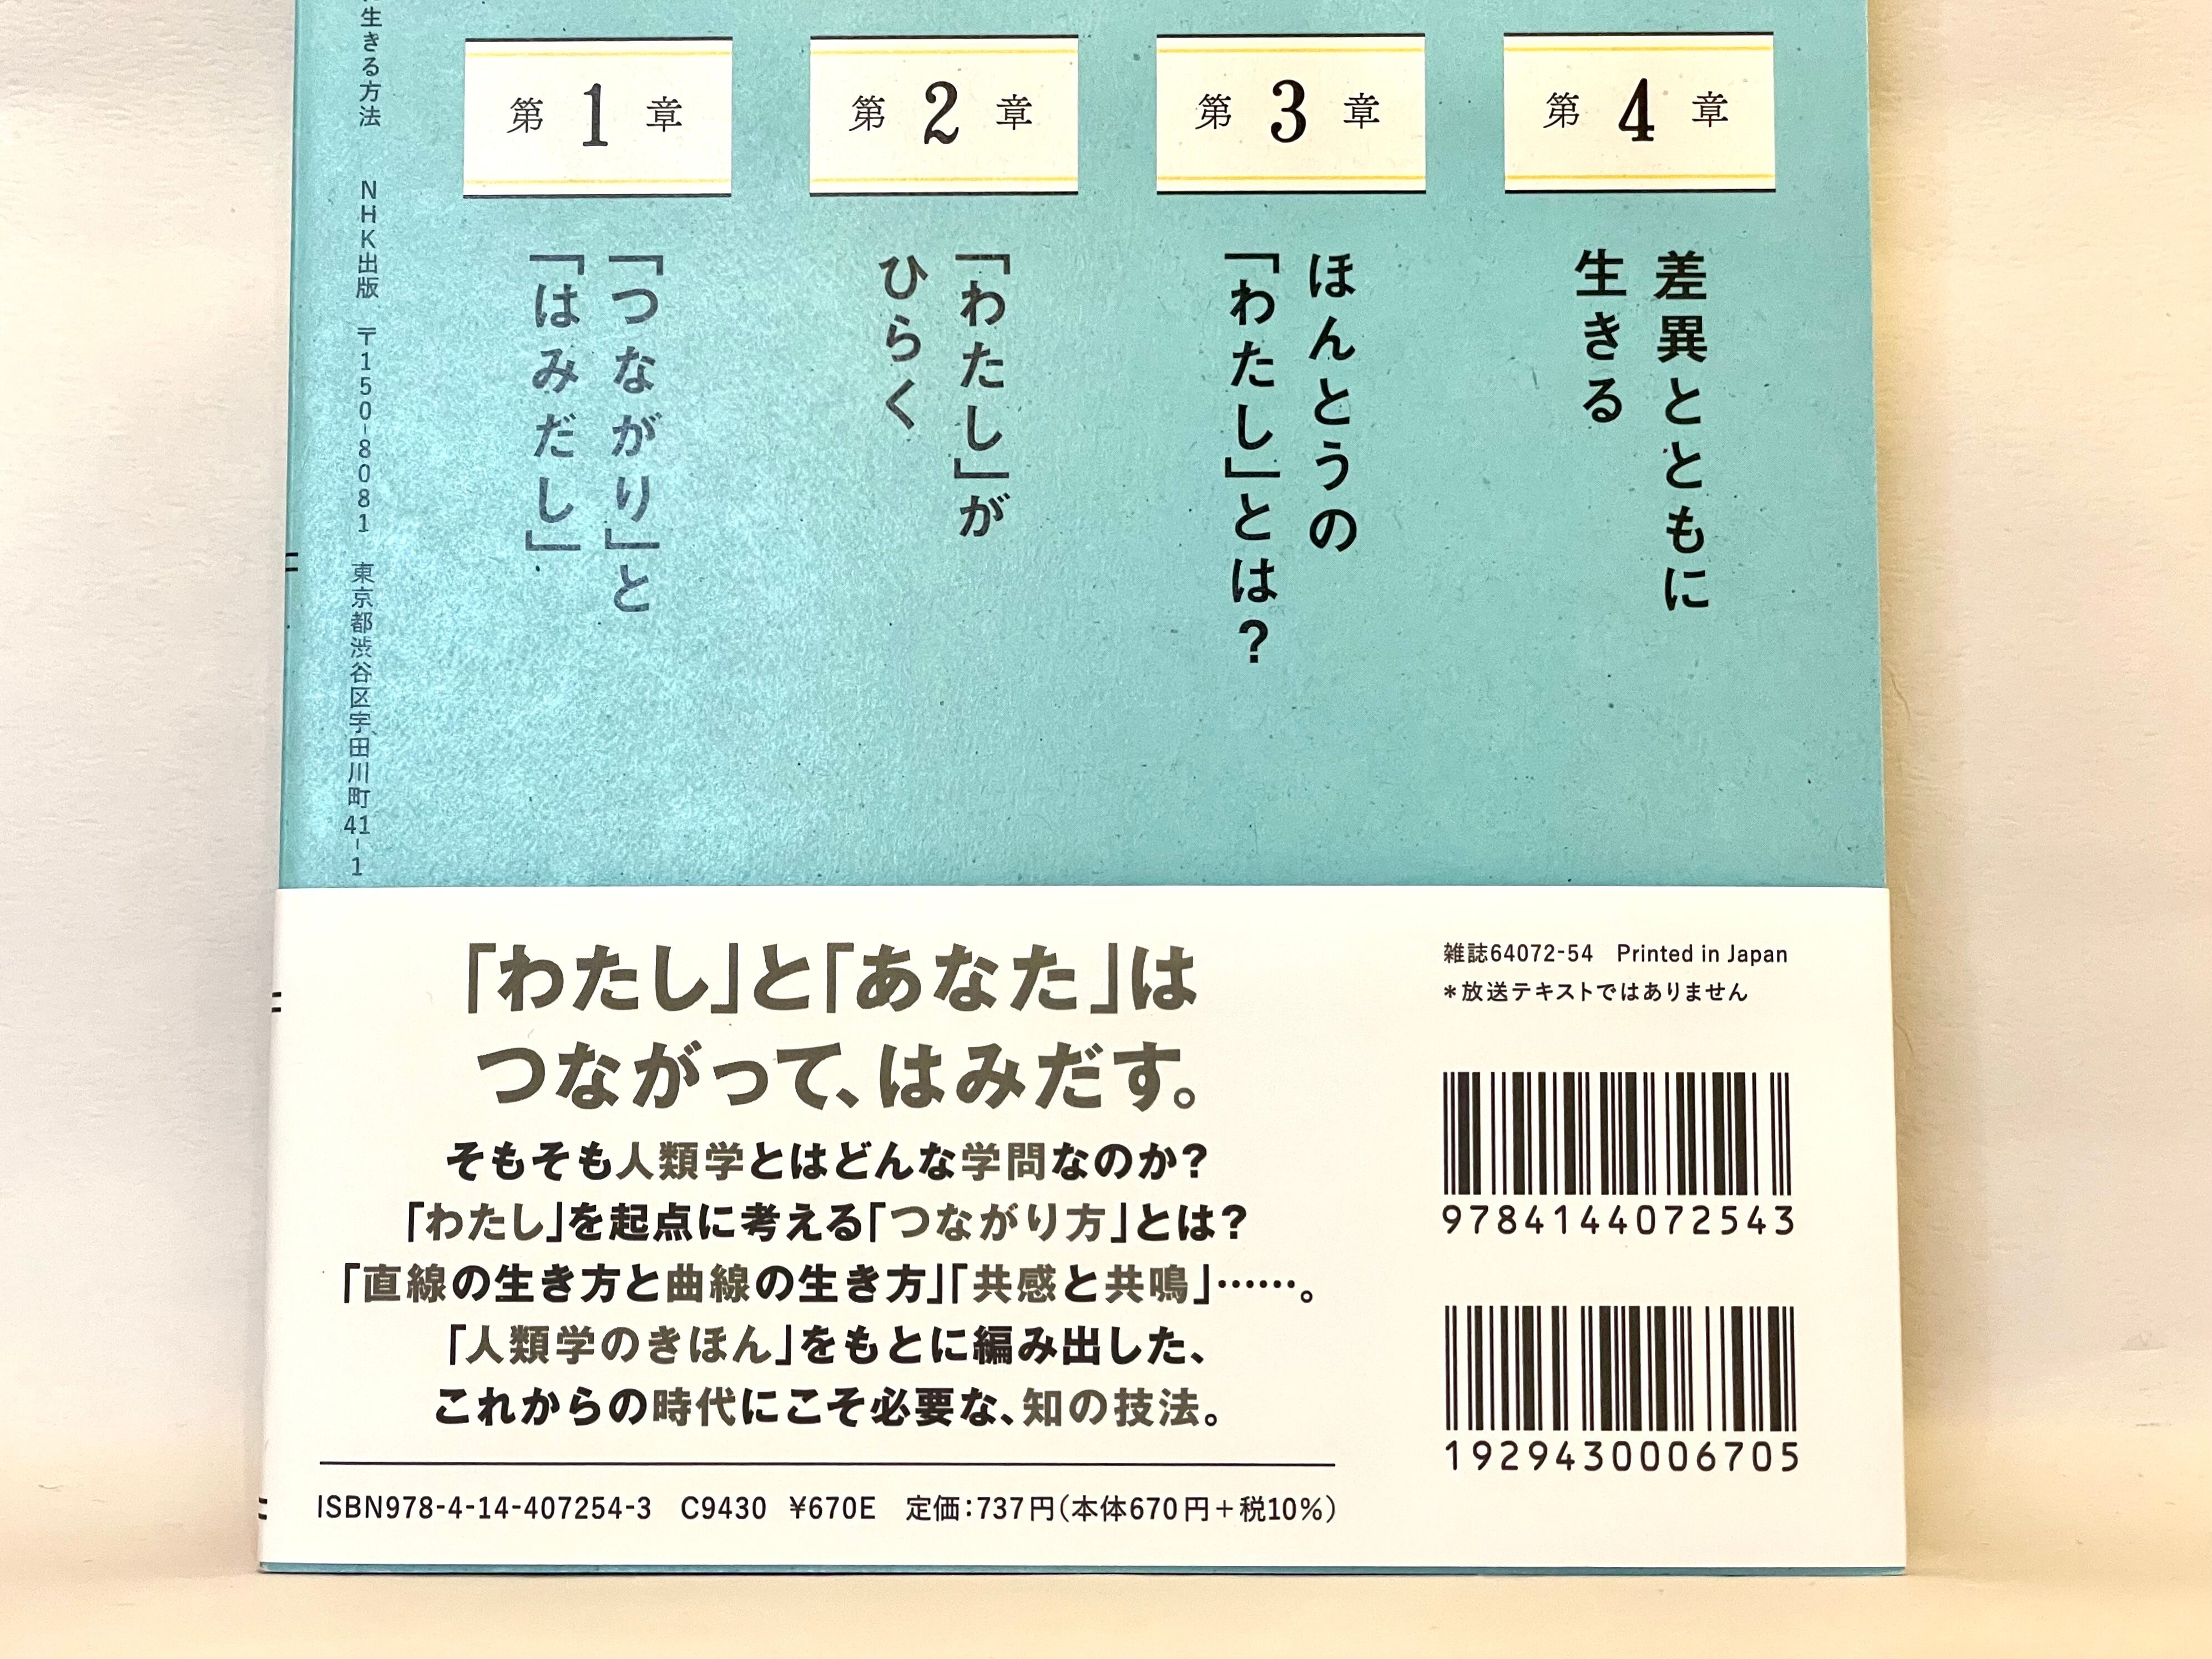 生きる方法　NHK出版　〒150-8081　東京都渋谷区宇田川町41-1
第1章
「つながり」と
「はみだし」
第2章
「わたし」が
ひらく
第3章
ほんとうの
「わたし」とは？
第4章
差異とともに
生きる
「わたし」と「あなた」は
つながって、はみだす。
そもそも人類学とはどんな学問なのか？
「わたし」を起点に考える「つながり方」とは？
「直線の生き方と曲線の生き方」「共感と共鳴」……。
「人類学のきほん」をもとに編み出した、
これからの時代にこそ必要な、知の技法。
ISBN978-4-14-407254-3　C9430　¥670E　定価：737円（本体670円＋税10%）
雑誌64072-54　Printed in Japan
＊放送テキストではありません
9784144072543
1929430006705